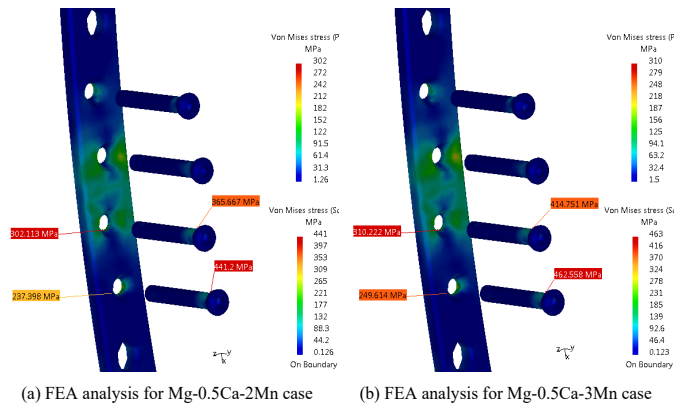 Von Mises stress (P
MPa
302
272
242
212
182
152
122
91.5
61.4
31.3
1.26
365.667 MPa
302.113 MPa
441.2 MPa
237.398 MPa
Von Mises stress (Sc
MPa
441
397
353
309
265
221
177
132
88.3
44.2
0.126
On Boundary
z y
x
Von Mises stress (P
MPa
310
279
249
218
187
156
125
94.1
63.2
32.4
1.5
414.751 MPa
310.222 MPa
462.558 MPa
249.614 MPa
Von Mises stress (Sc
MPa
463
416
370
324
278
231
185
139
92.6
46.4
0.123
On Boundary
z y
x
(a) FEA analysis for Mg-0.5Ca-2Mn case
(b) FEA analysis for Mg-0.5Ca-3Mn case